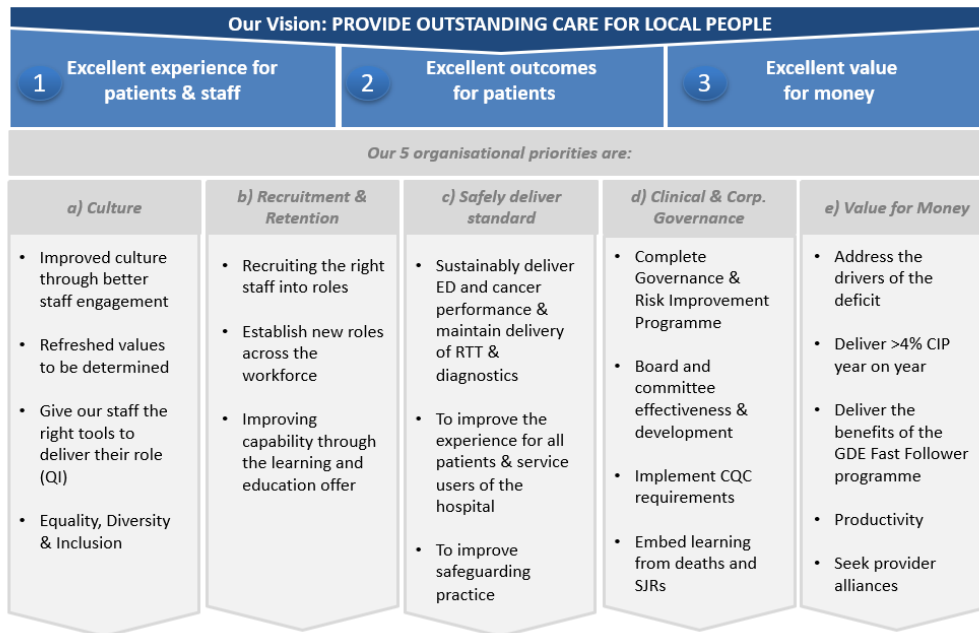 Our Vision: PROVIDE OUTSTANDING CARE FOR LOCAL PEOPLE
1
Excellent experience for
patients & staff
2
Excellent outcomes
for patients
3
Excellent value
for money
Our 5 organisational priorities are:
a) Culture
• Improved culture
through better
staff engagement
• Refreshed values
to be determined
• Give our staff the
right tools to
deliver their role
(QI)
• Equality, Diversity
& Inclusion
b) Recruitment &
Retention
• Recruiting the right
staff into roles
• Establish new roles
across the
workforce
• Improving
capability through
the learning and
education offer
c) Safely deliver
standard
• Sustainably deliver
ED and cancer
performance &
maintain delivery
of RTT &
diagnostics
• To improve the
experience for all
patients & service
users of the
hospital
• To improve
safeguarding
practice
d) Clinical & Corp.
Governance
• Complete
Governance &
Risk Improvement
Programme
• Board and
committee
effectiveness &
development
• Implement CQC
requirements
• Embed learning
from deaths and
SJRs
e) Value for Money
• Address the
drivers of the
deficit
• Deliver >4% CIP
year on year
• Deliver the
benefits of the
GDE Fast Follower
programme
• Productivity
• Seek provider
alliances